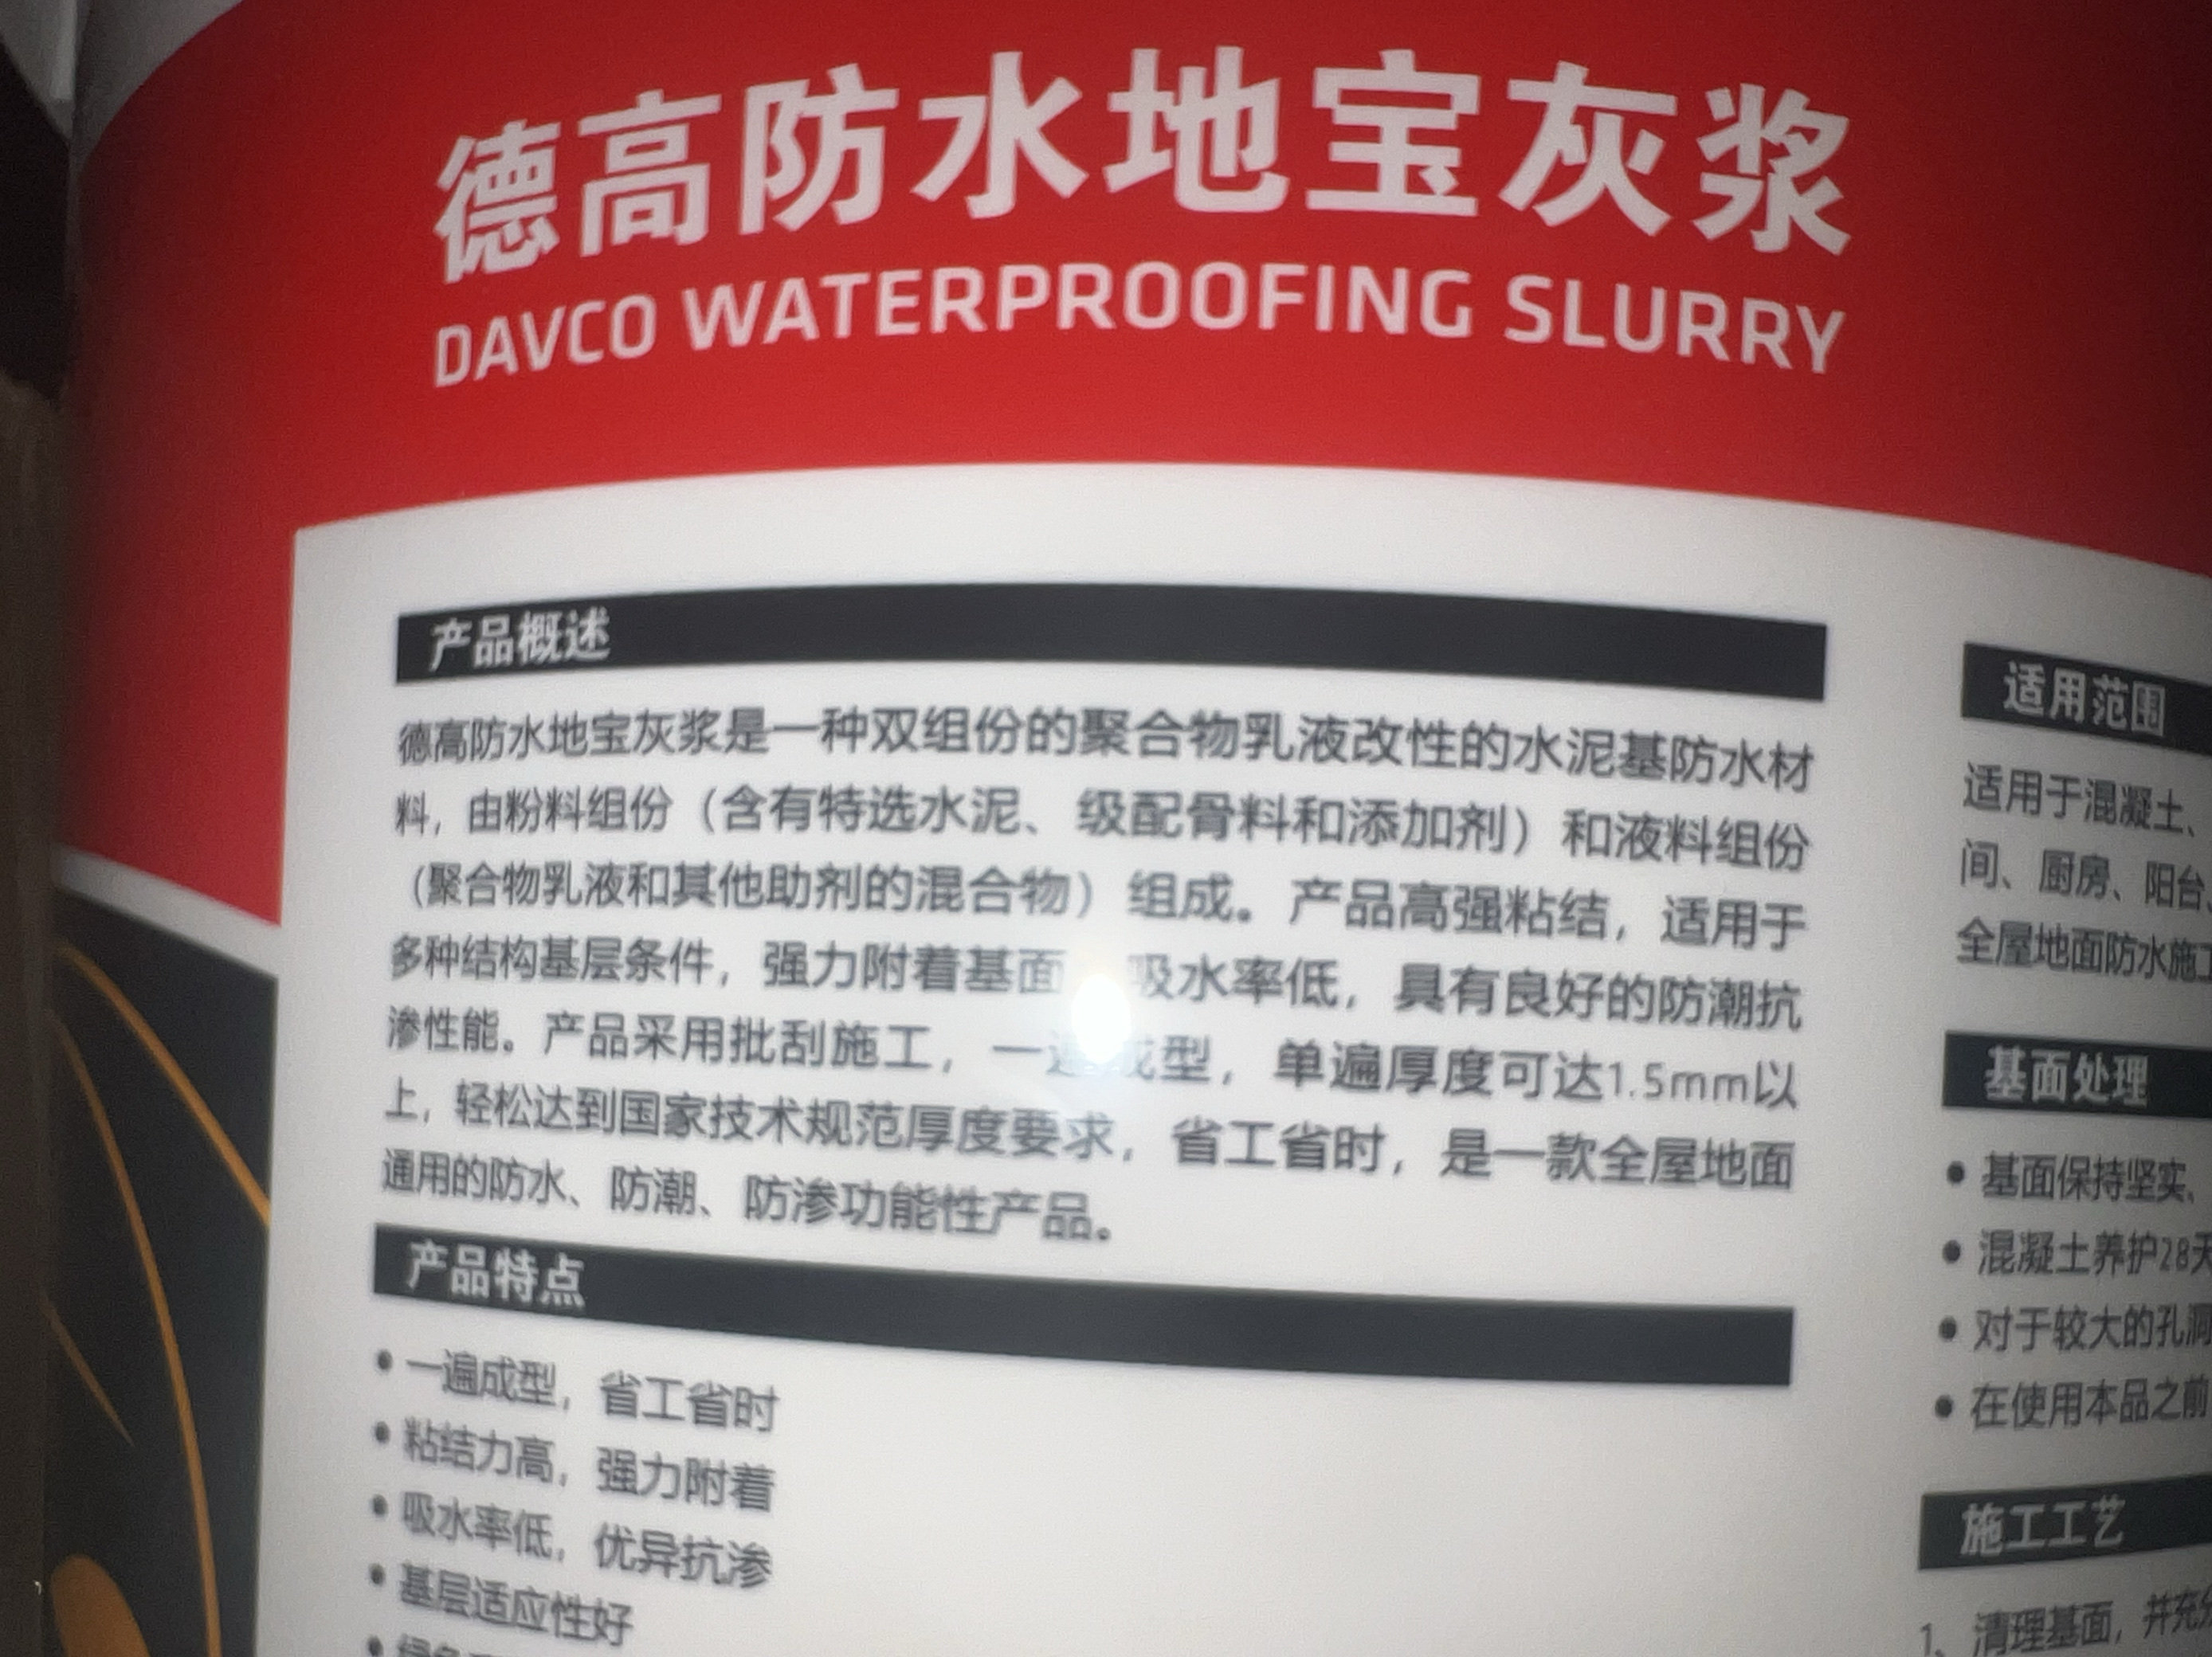 德高防水地宝灰浆
DAVCO WATERPROOFING SLURRY
产品概述
德高防水地宝灰浆是一种双组份的聚合物乳液改性的水泥基防水材
料，由粉料组份（含有特选水泥、级配骨料和添加剂）和液料组份
（聚合物乳液和其他助剂的混合物）组成。产品高强粘结，适用于
多种结构基层条件，强力附着基面 吸水率低，具有良好的防潮抗
渗性能。产品采用批刮施工，一遍成型，单遍厚度可达1.5mm以
上，轻松达到国家技术规范厚度要求，省工省时，是一款全屋地面
通用的防水、防潮、防渗功能性产品。
产品特点
• 一遍成型，省工省时
• 粘结力高，强力附着
• 吸水率低，优异抗渗
• 基层适应性好
适用范围
适用于混凝土、
间、厨房、阳台、
全屋地面防水施工
基面处理
• 基面保持坚实、
• 混凝土养护28天
• 对于较大的孔洞
• 在使用本品之前
施工工艺
1、清理基面，并充分